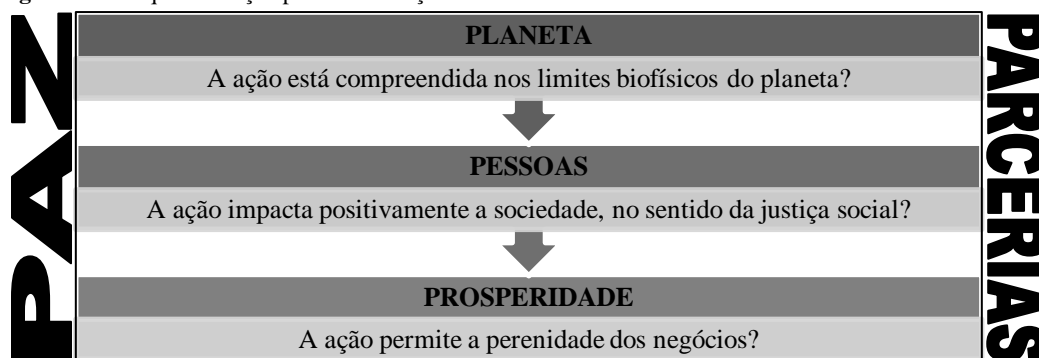 PAZ
PLANETA
A ação está compreendida nos limites biofísicos do planeta?
PESSOAS
A ação impacta positivamente a sociedade, no sentido da justiça social?
PROSPERIDADE
A ação permite a perenidade dos negócios?
PARCERIAS